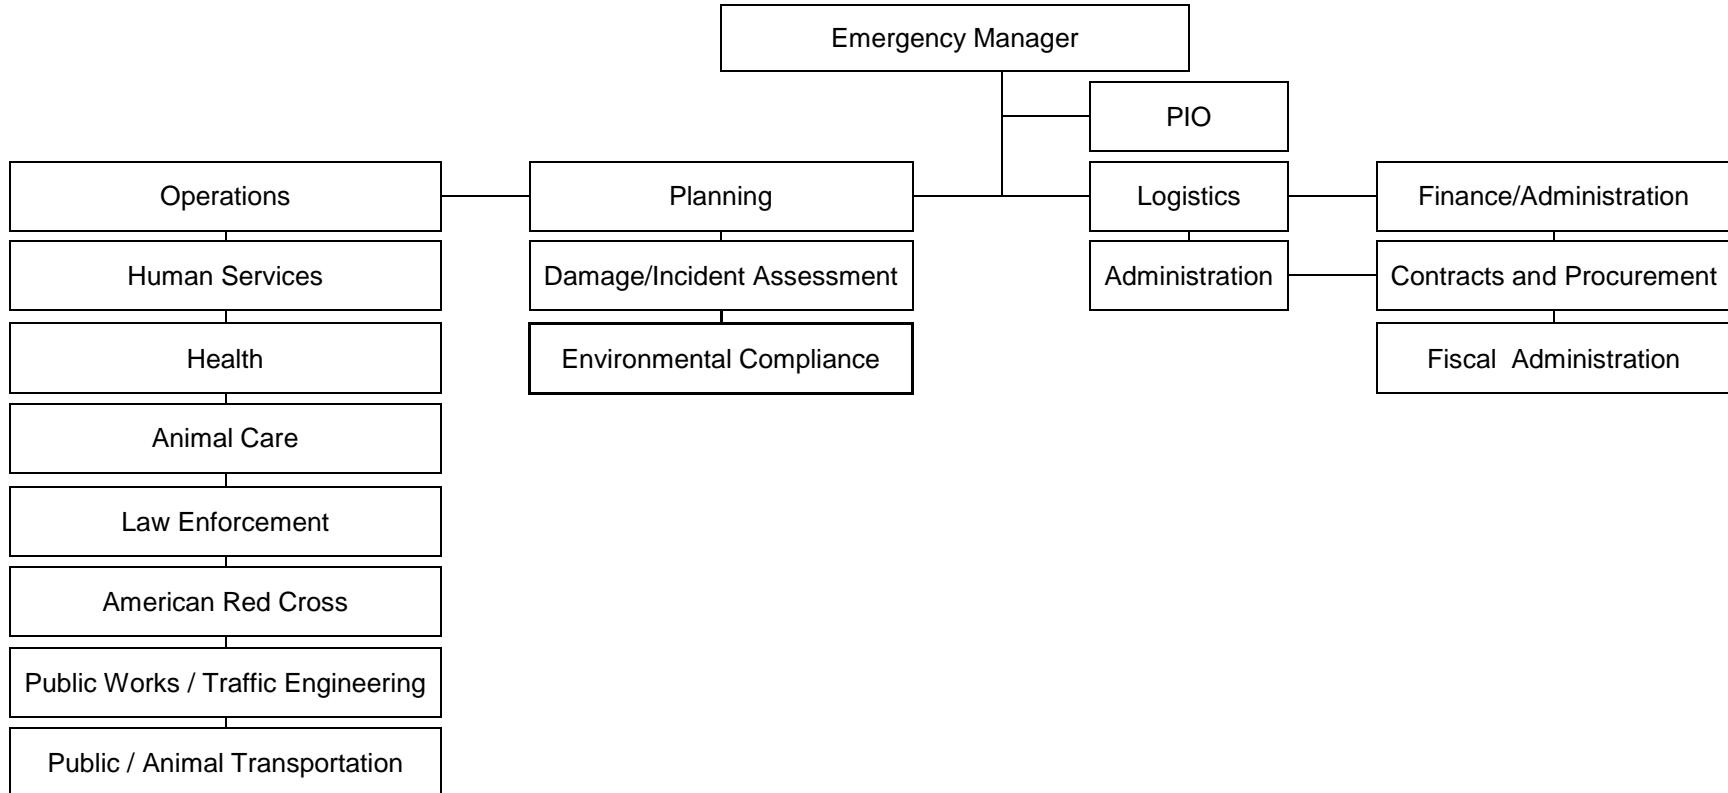 Emergency Manager
PIO
Operations
Planning
Logistics
Finance/Administration
Human Services
Damage/Incident Assessment
Administration
Contracts and Procurement
Health
Environmental Compliance
Fiscal  Administration
Animal Care
Law Enforcement
American Red Cross
Public Works / Traffic Engineering
Public / Animal Transportation